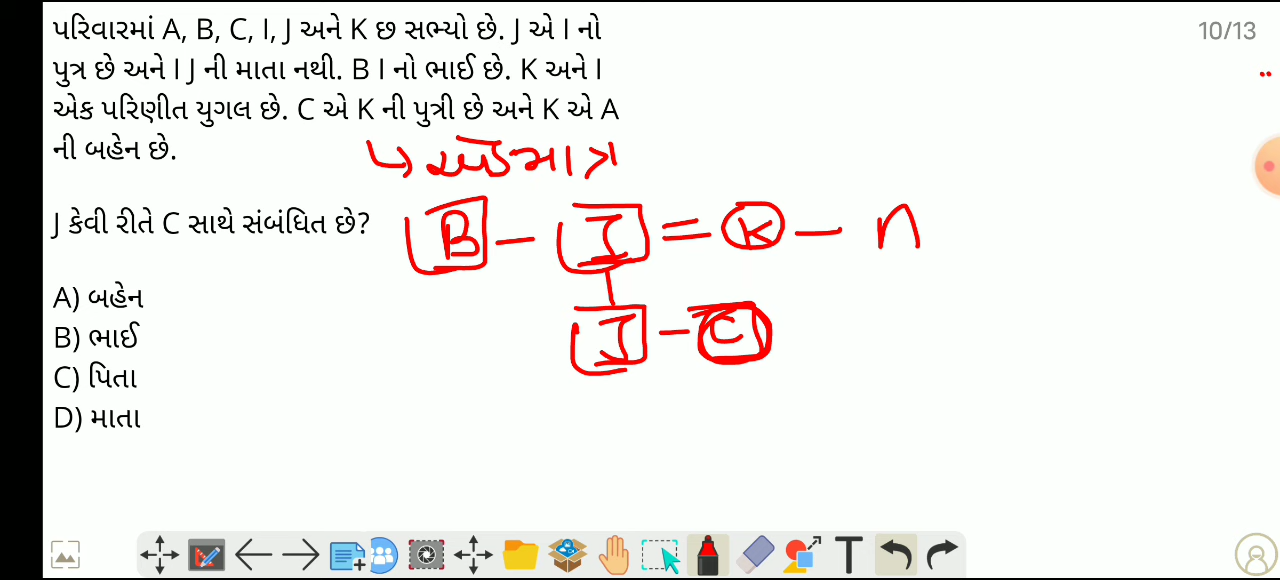 પરિવારમાં A, B, C, I, J અને K છ સભ્યો છે. J એ I નો
પુત્ર છે અને I J ની માતા નથી. B I નો ભાઈ છે. K અને I
એક પરિણીત યુગલ છે. C એ K ની પુત્રી છે અને K એ A
ની બહેન છે.
J કેવી રીતે C સાથે સંબંધિત છે?
A) બહેન
B) ભાઈ
C) પિતા
D) માતા
10/13
B - I = K -
J - C
T